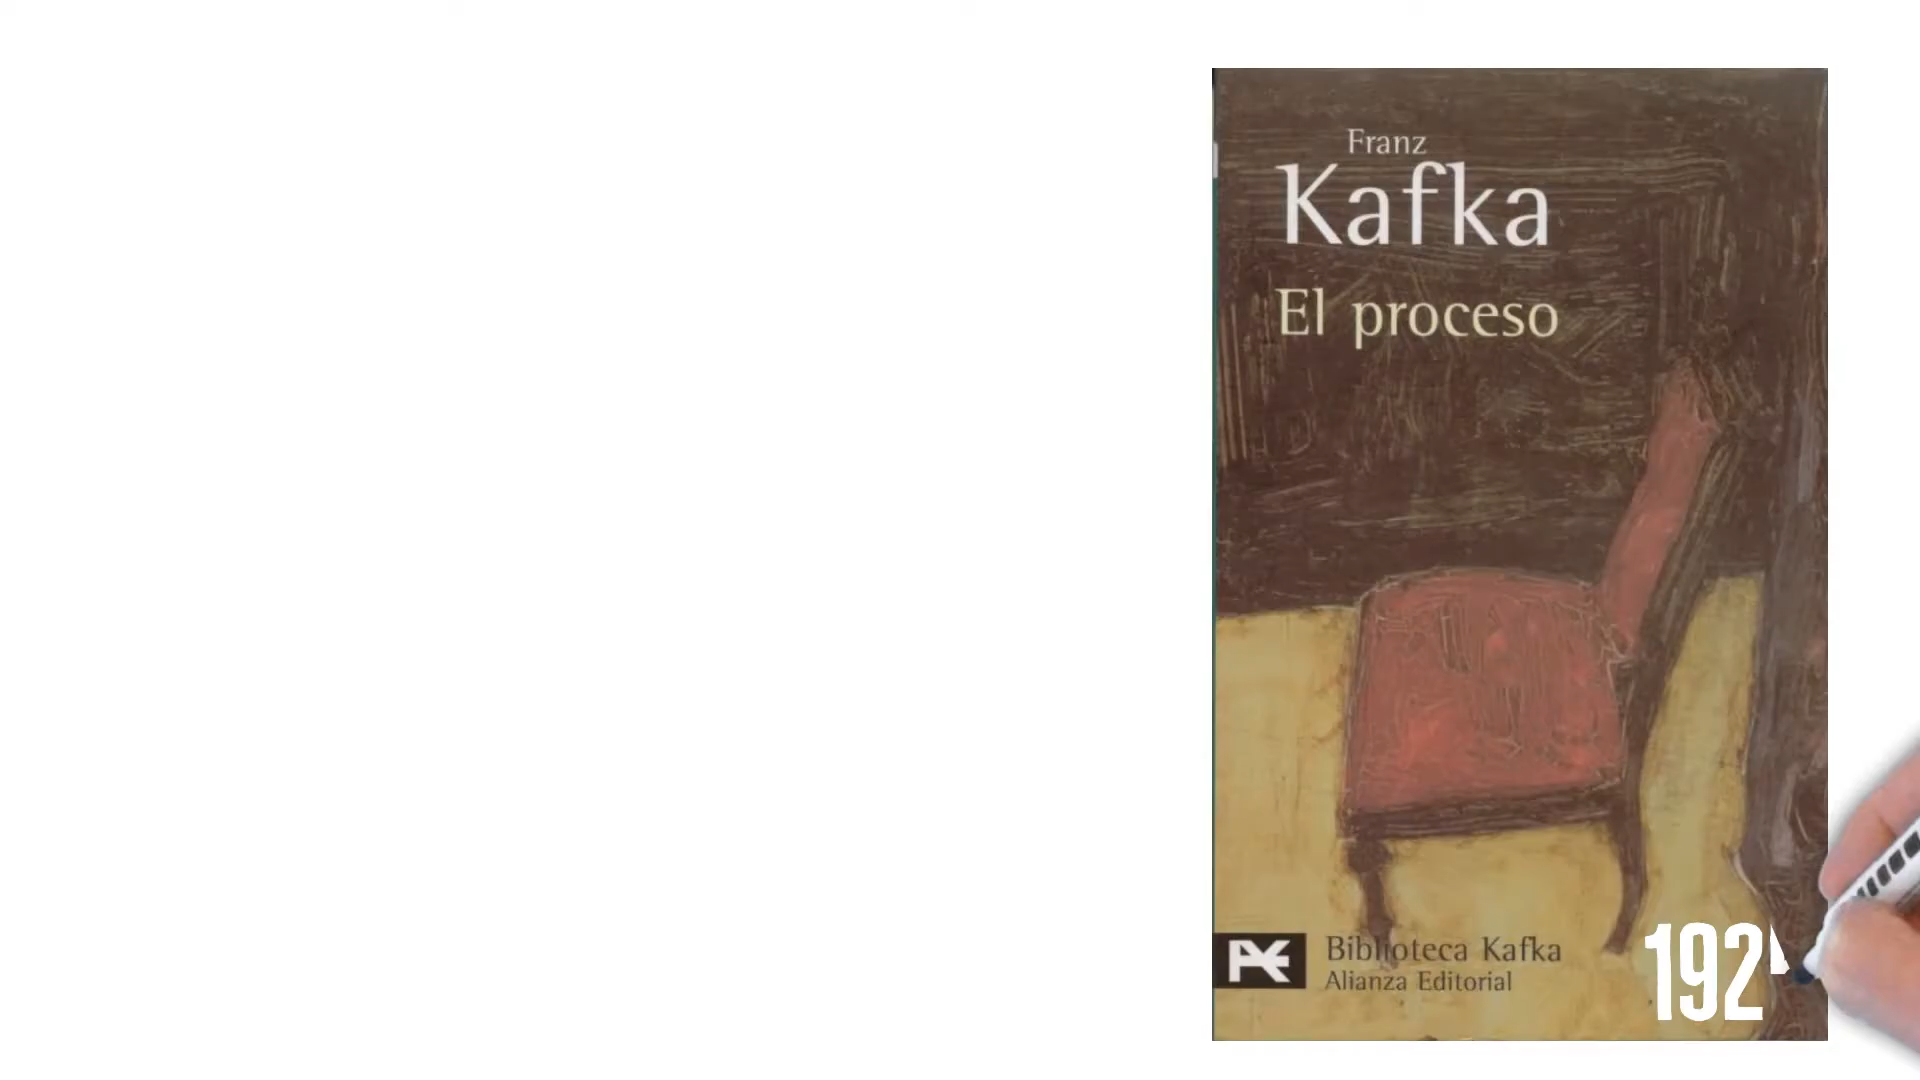 Franz
Kafka
El proceso
Biblioteca Kafka
Alianza Editorial
192